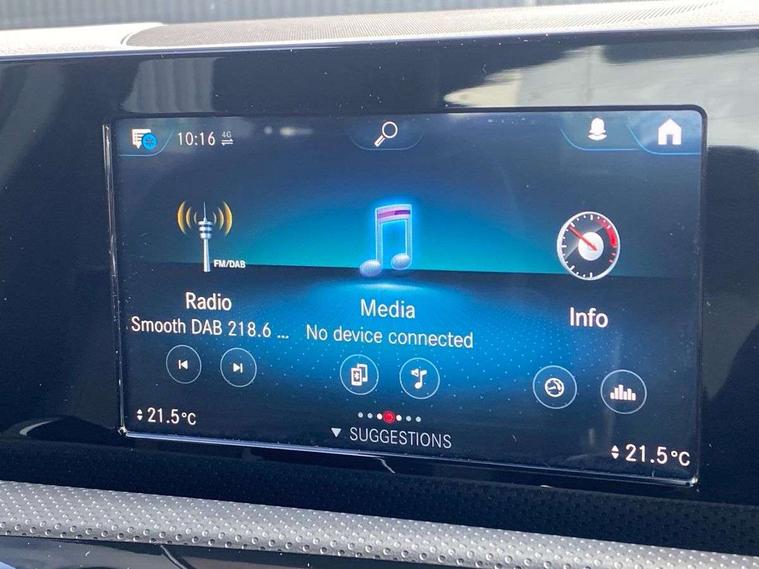 10:16 4G
FM/DAB
Radio
Smooth DAB 218.6 ...
Media
No device connected
Info
21.5°C
SUGGESTIONS
21.5°C